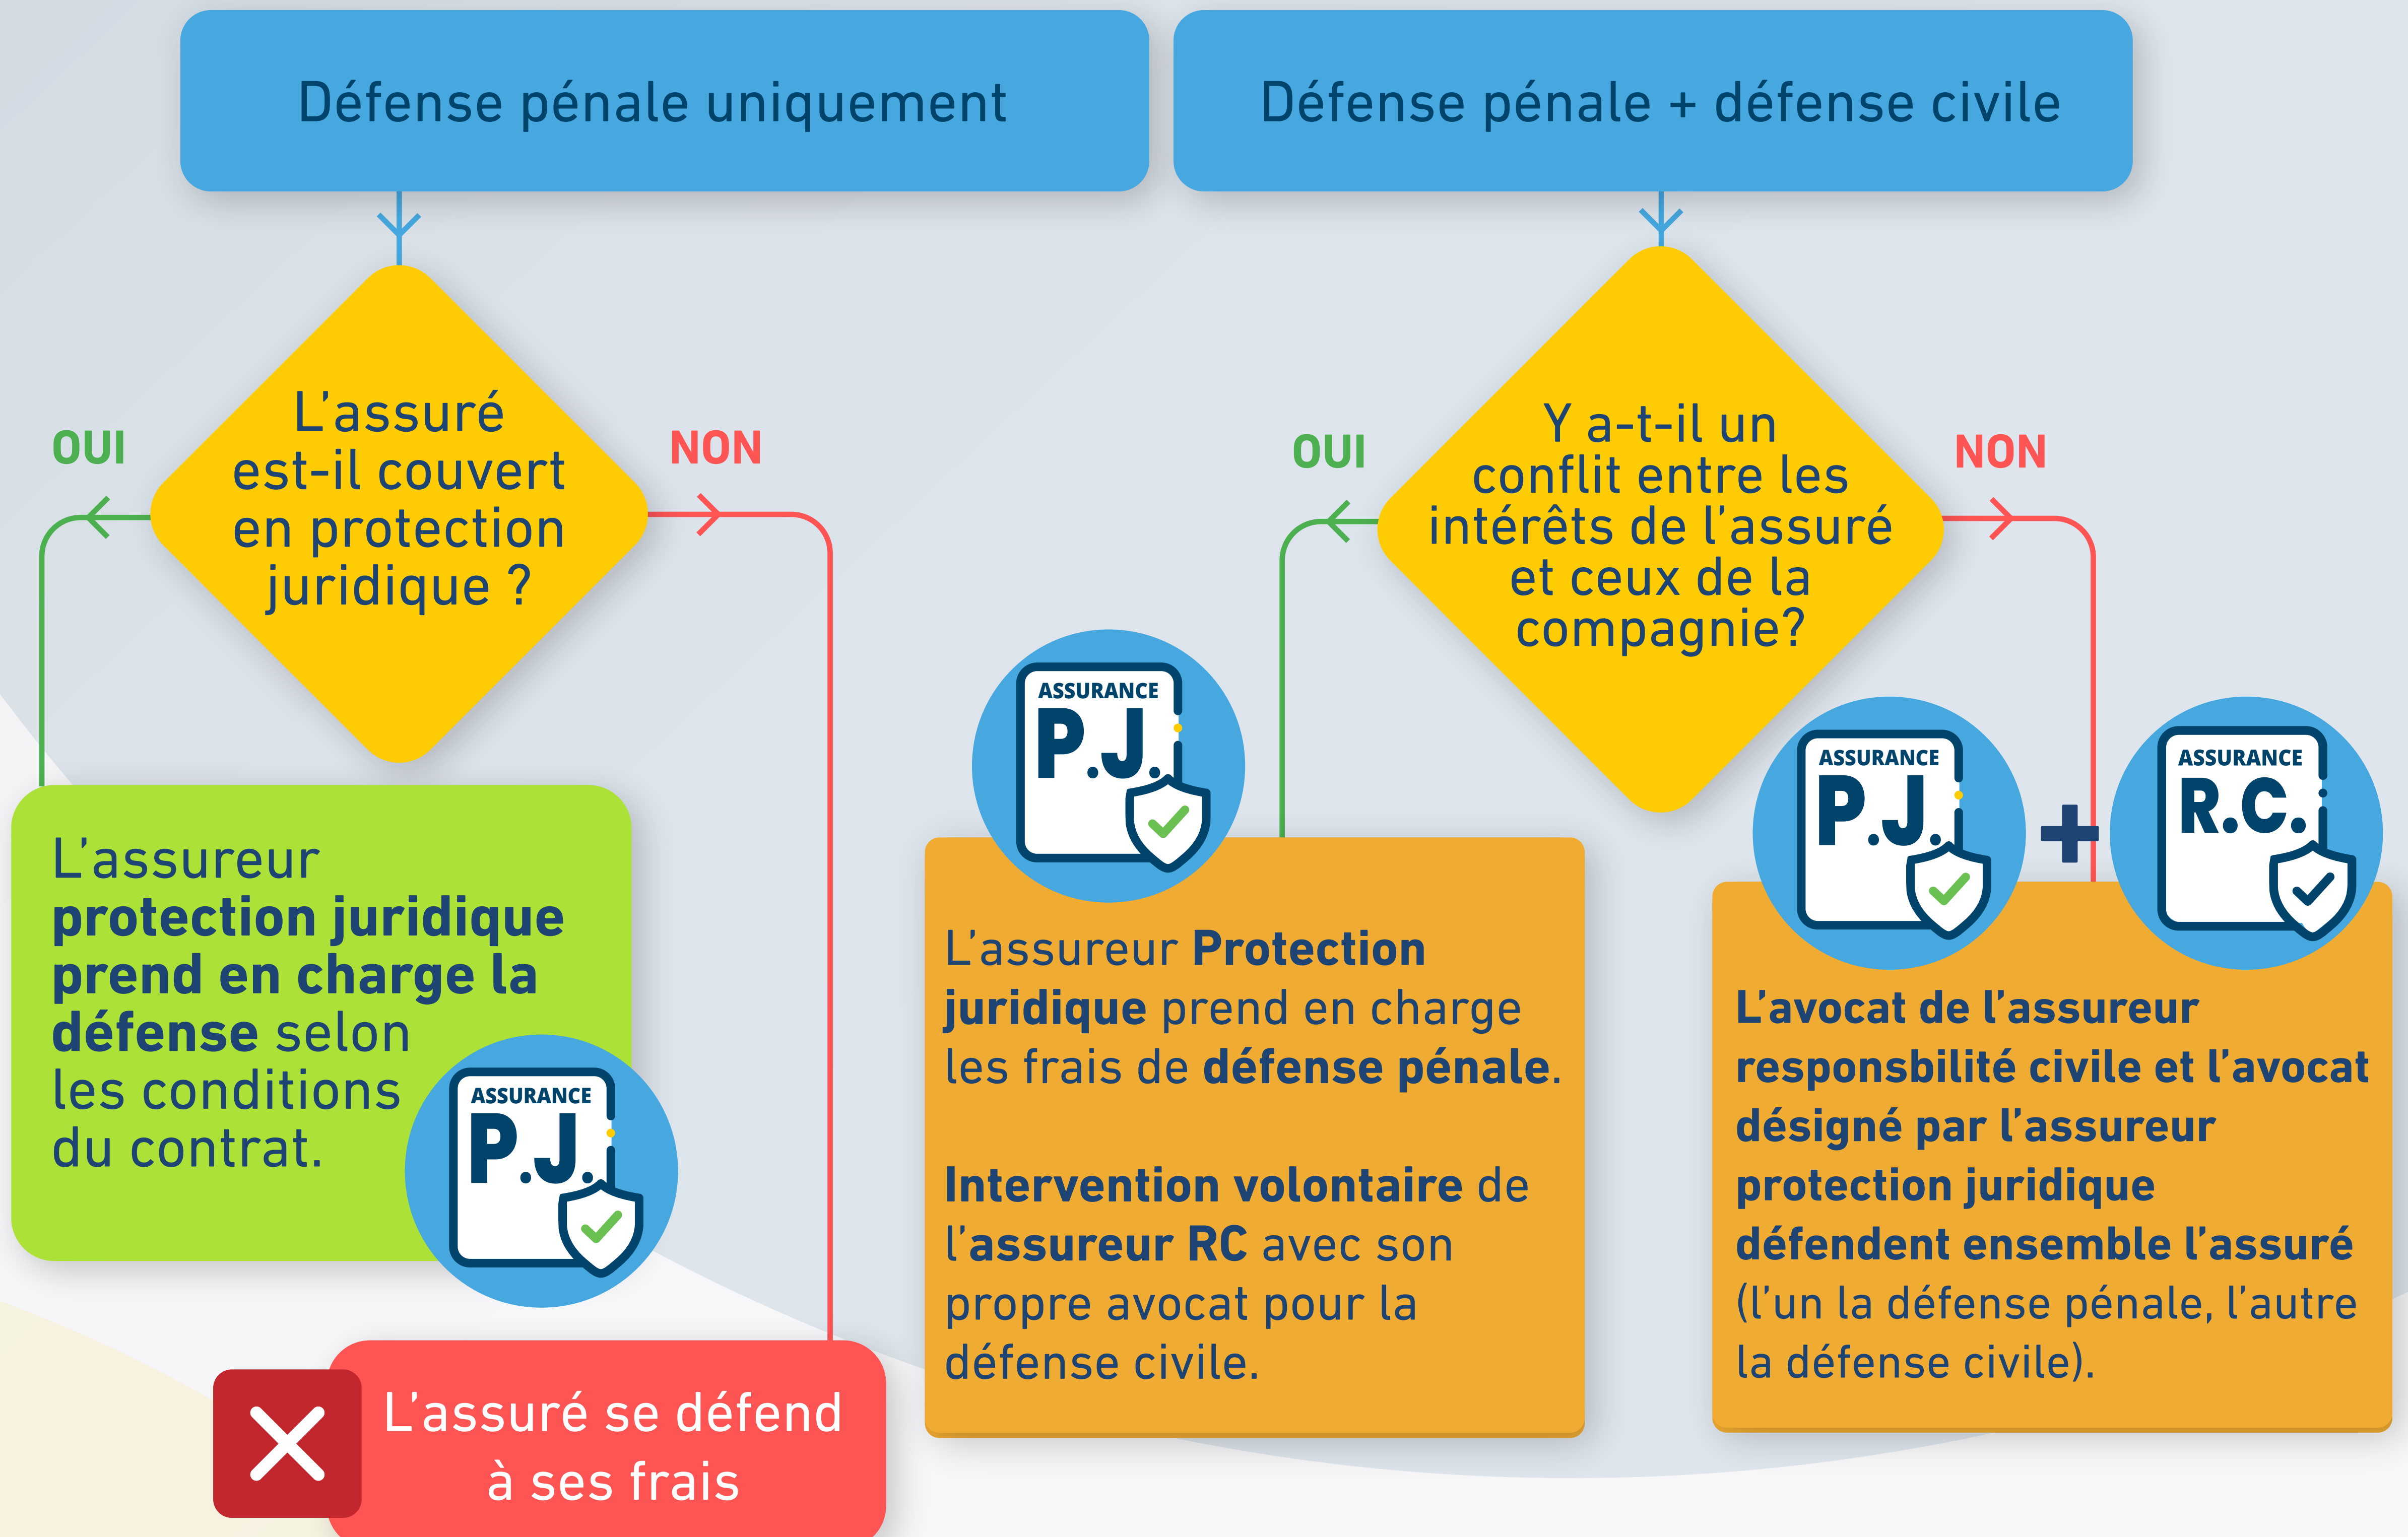 Défense pénale uniquement
L'assuré
est-il couvert
en protection
juridique ?
OUI
NON
L'assureur
protection juridique
prend en charge la
défense selon
les conditions
du contrat.
ASSURANCE
P.J.
L'assuré se défend
à ses frais
Défense pénale + défense civile
Y a-t-il un
conflit entre les
intérêts de l'assuré
et ceux de la
compagnie?
OUI
NON
ASSURANCE
P.J.
L'assureur Protection
juridique prend en charge
les frais de défense pénale.
Intervention volontaire de
l'assureur RC avec son
propre avocat pour la
défense civile.
ASSURANCE
P.J.
+
ASSURANCE
R.C.
L'avocat de l'assureur
responsbilité civile et l'avocat
désigné par l'assureur
protection juridique
défendent ensemble l'assuré
(l'un la défense pénale, l'autre
la défense civile).